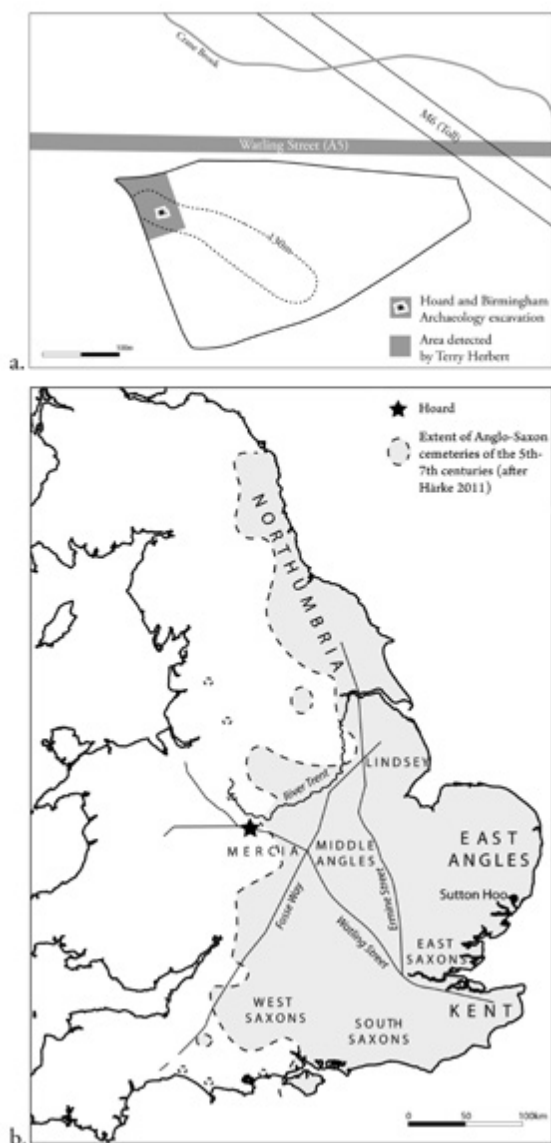 Crane Brook
M6 (Toll)
Watling Street (A5)
130m
Hoard and Birmingham
Archaeology excavation
Area detected
by Terry Herbert
100m
a.
Hoard
Extent of Anglo-Saxon
cemeteries of the 5th-
7th centuries (after
Härke 2011)
NORTHUMBRIA
River Trent
LINDSEY
MERCIA
MIDDLE
ANGLES
EAST
ANGLES
Sutton Hoo
Fosse Way
Ermine Street
Watling Street
EAST
SAXONS
WEST
SAXONS
SOUTH
SAXONS
KENT
0 50 100km
b.